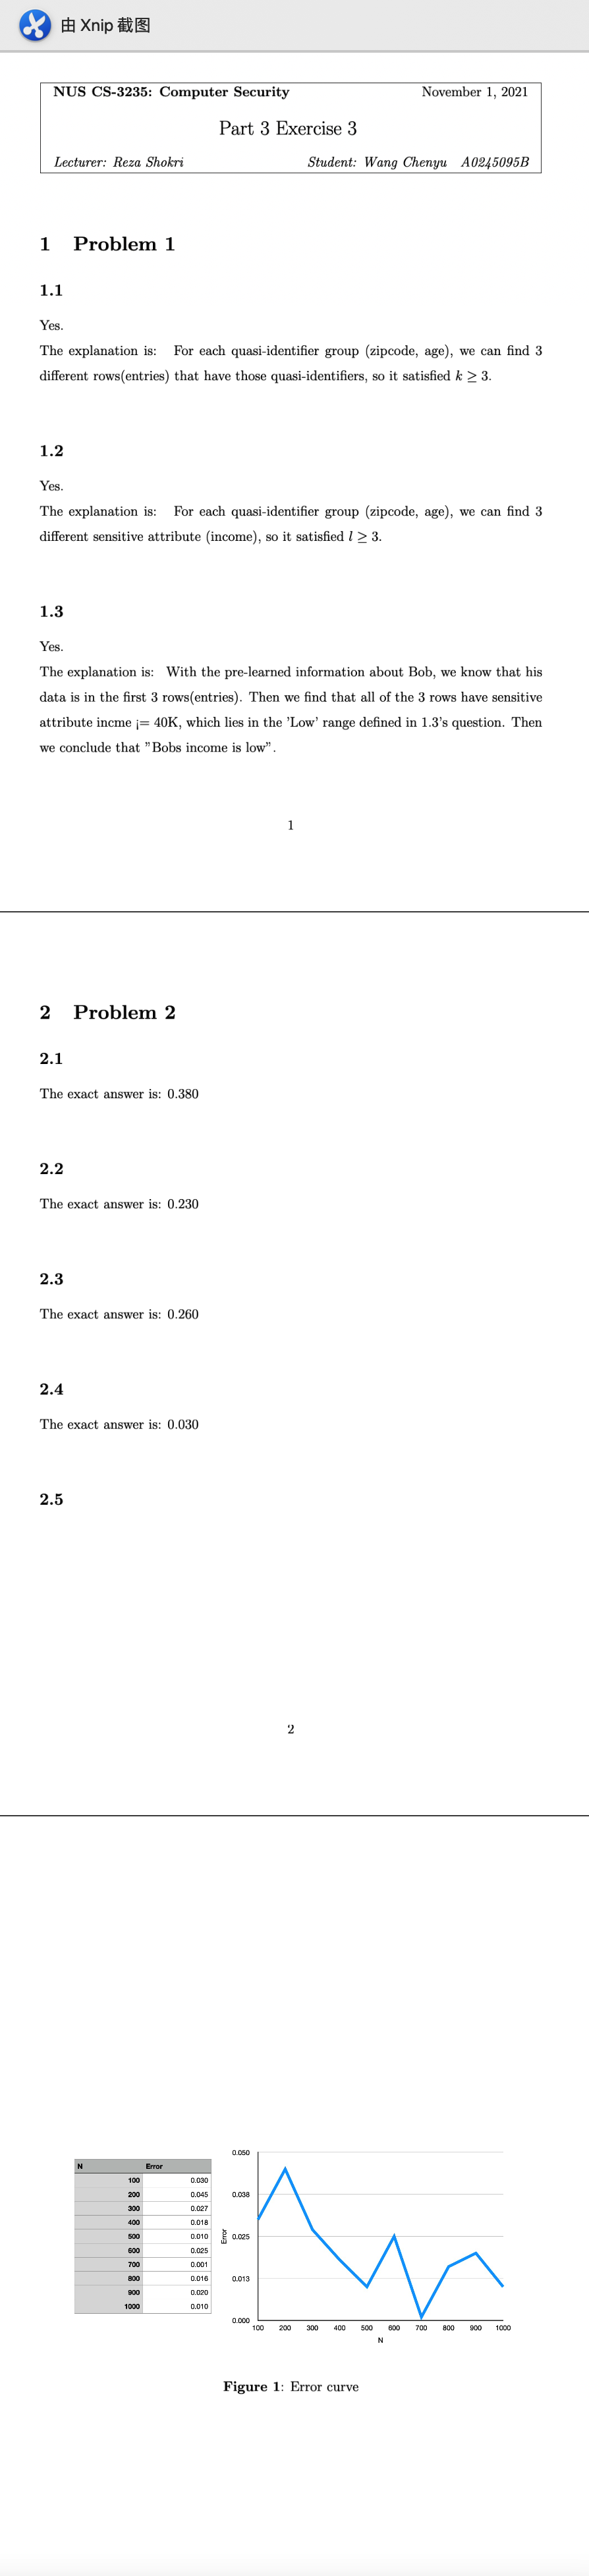 由 Xnip 截图
NUS CS-3235: Computer Security November 1, 2021
Part 3 Exercise 3
Lecturer: Reza Shokri Student: Wang Chenyu A0245095B
1 Problem 1
1.1
Yes.
The explanation is: For each quasi-identifier group (zipcode, age), we can find 3
different rows(entries) that have those quasi-identifiers, so it satisfied k ≥ 3.
1.2
Yes.
The explanation is: For each quasi-identifier group (zipcode, age), we can find 3
different sensitive attribute (income), so it satisfied l ≥ 3.
1.3
Yes.
The explanation is: With the pre-learned information about Bob, we know that his
data is in the first 3 rows(entries). Then we find that all of the 3 rows have sensitive
attribute incme ¡= 40K, which lies in the ’Low’ range defined in 1.3’s question. Then
we conclude that ”Bobs income is low”.
1
2 Problem 2
2.1
The exact answer is: 0.380
2.2
The exact answer is: 0.230
2.3
The exact answer is: 0.260
2.4
The exact answer is: 0.030
2.5
2
N Error
100 0.030
200 0.045
300 0.027
400 0.018
500 0.010
600 0.025
700 0.001
800 0.016
900 0.020
1000 0.010
0.050
0.038
0.025
0.013
0.000
Error
100 200 300 400 500 600 700 800 900 1000
N
Figure 1: Error curve